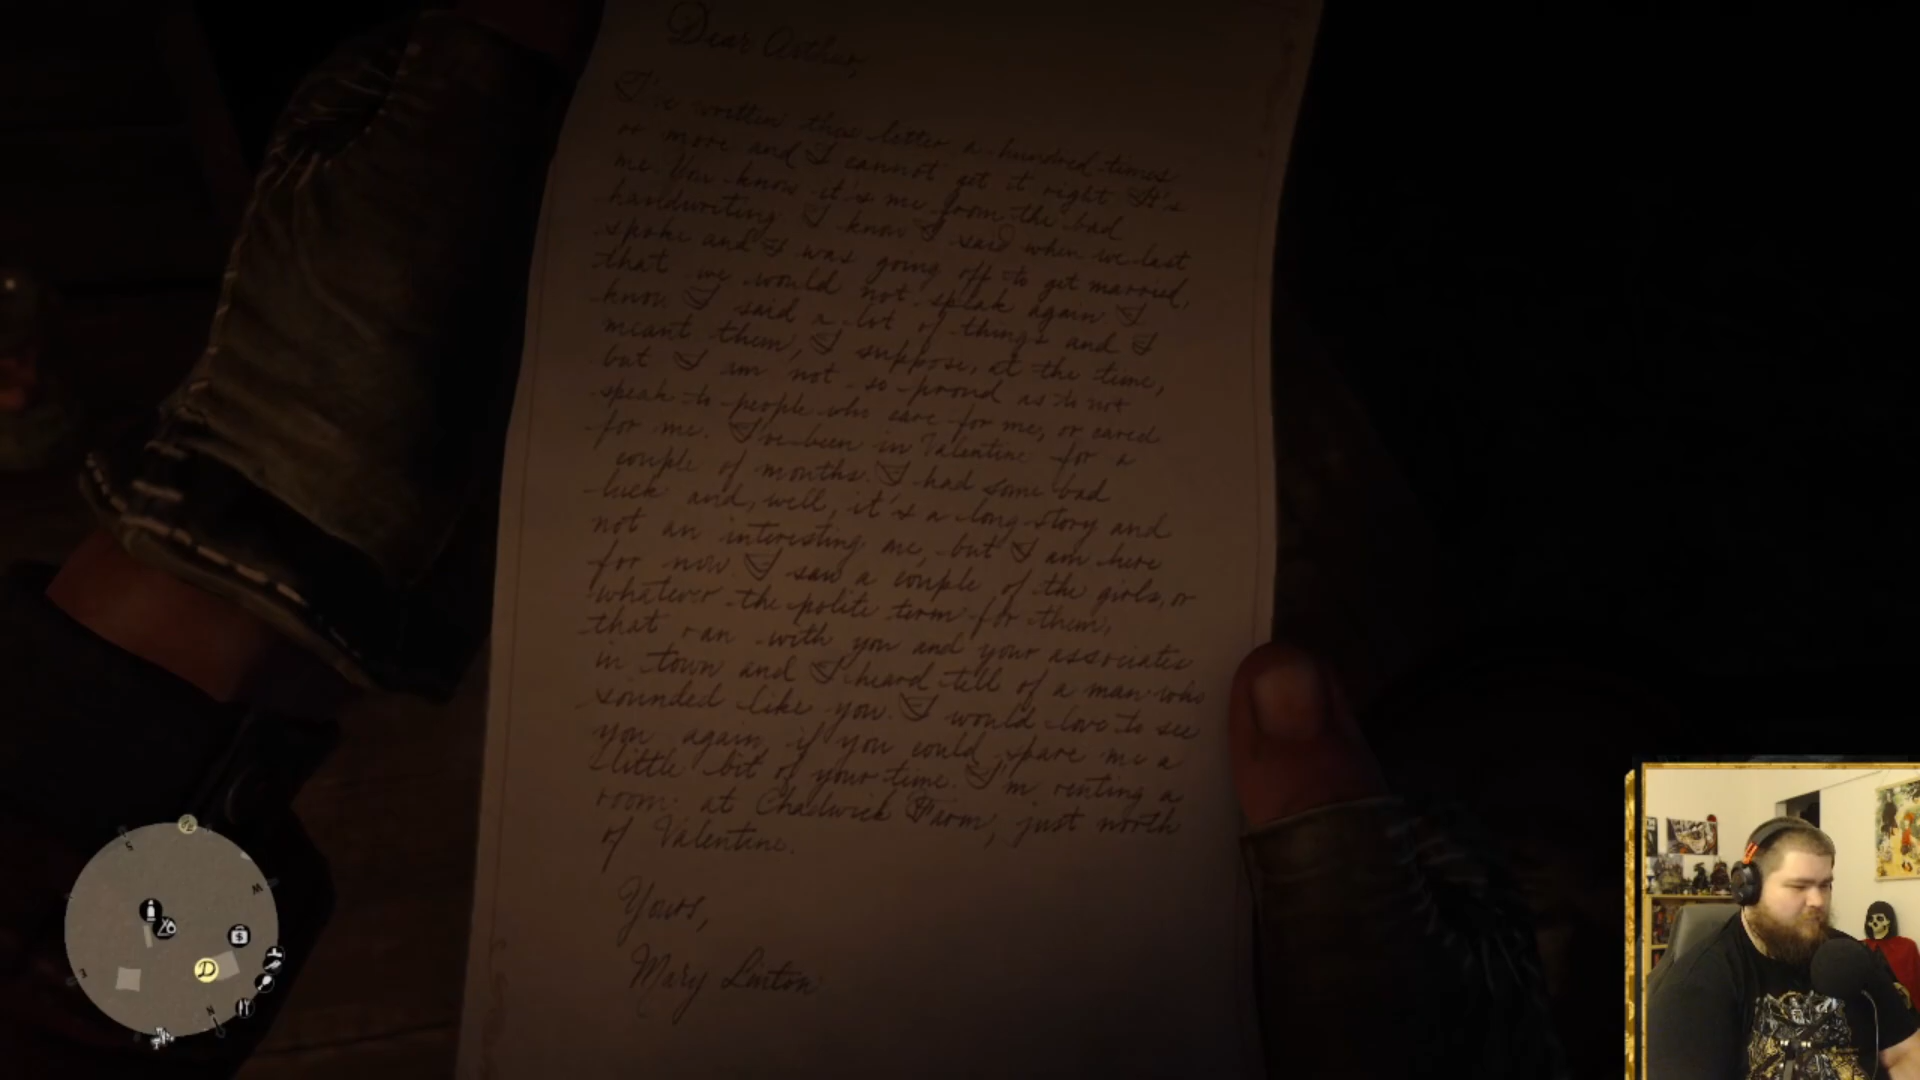 Dear Arthur,
I've written this letter a hundred times
or more and I cannot get it right. It's
me. You know it's me from the bad
handwriting. I know I said when we last
spoke and I was going off to get married,
that we would not speak again. I
know I said a lot of things and I
meant them, I suppose, at the time,
but I am not so proud as to not
speak to people who care for me, or cared
for me. I've been in Valentine for a
couple of months. I had some bad
luck and, well, it's a long story and
not an interesting one, but I am here
for now. I saw a couple of the girls, or
whatever the polite term for them,
that ran with you and your associates
in town and I heard tell of a man who
sounded like you. I would love to see
you again, if you could spare me a
little bit of your time. I'm renting a
room at Chadwick Farm, just north
of Valentine.
Yours,
Mary Linton
D